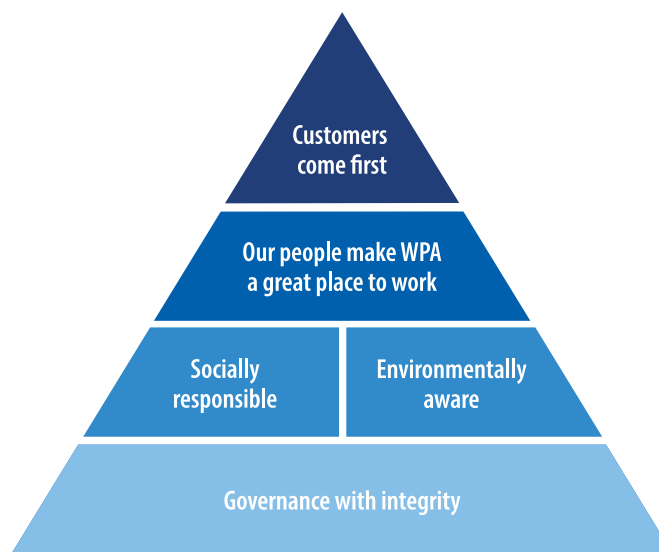 Customers
come first
Our people make WPA
a great place to work
Socially
responsible
Environmentally
aware
Governance with integrity